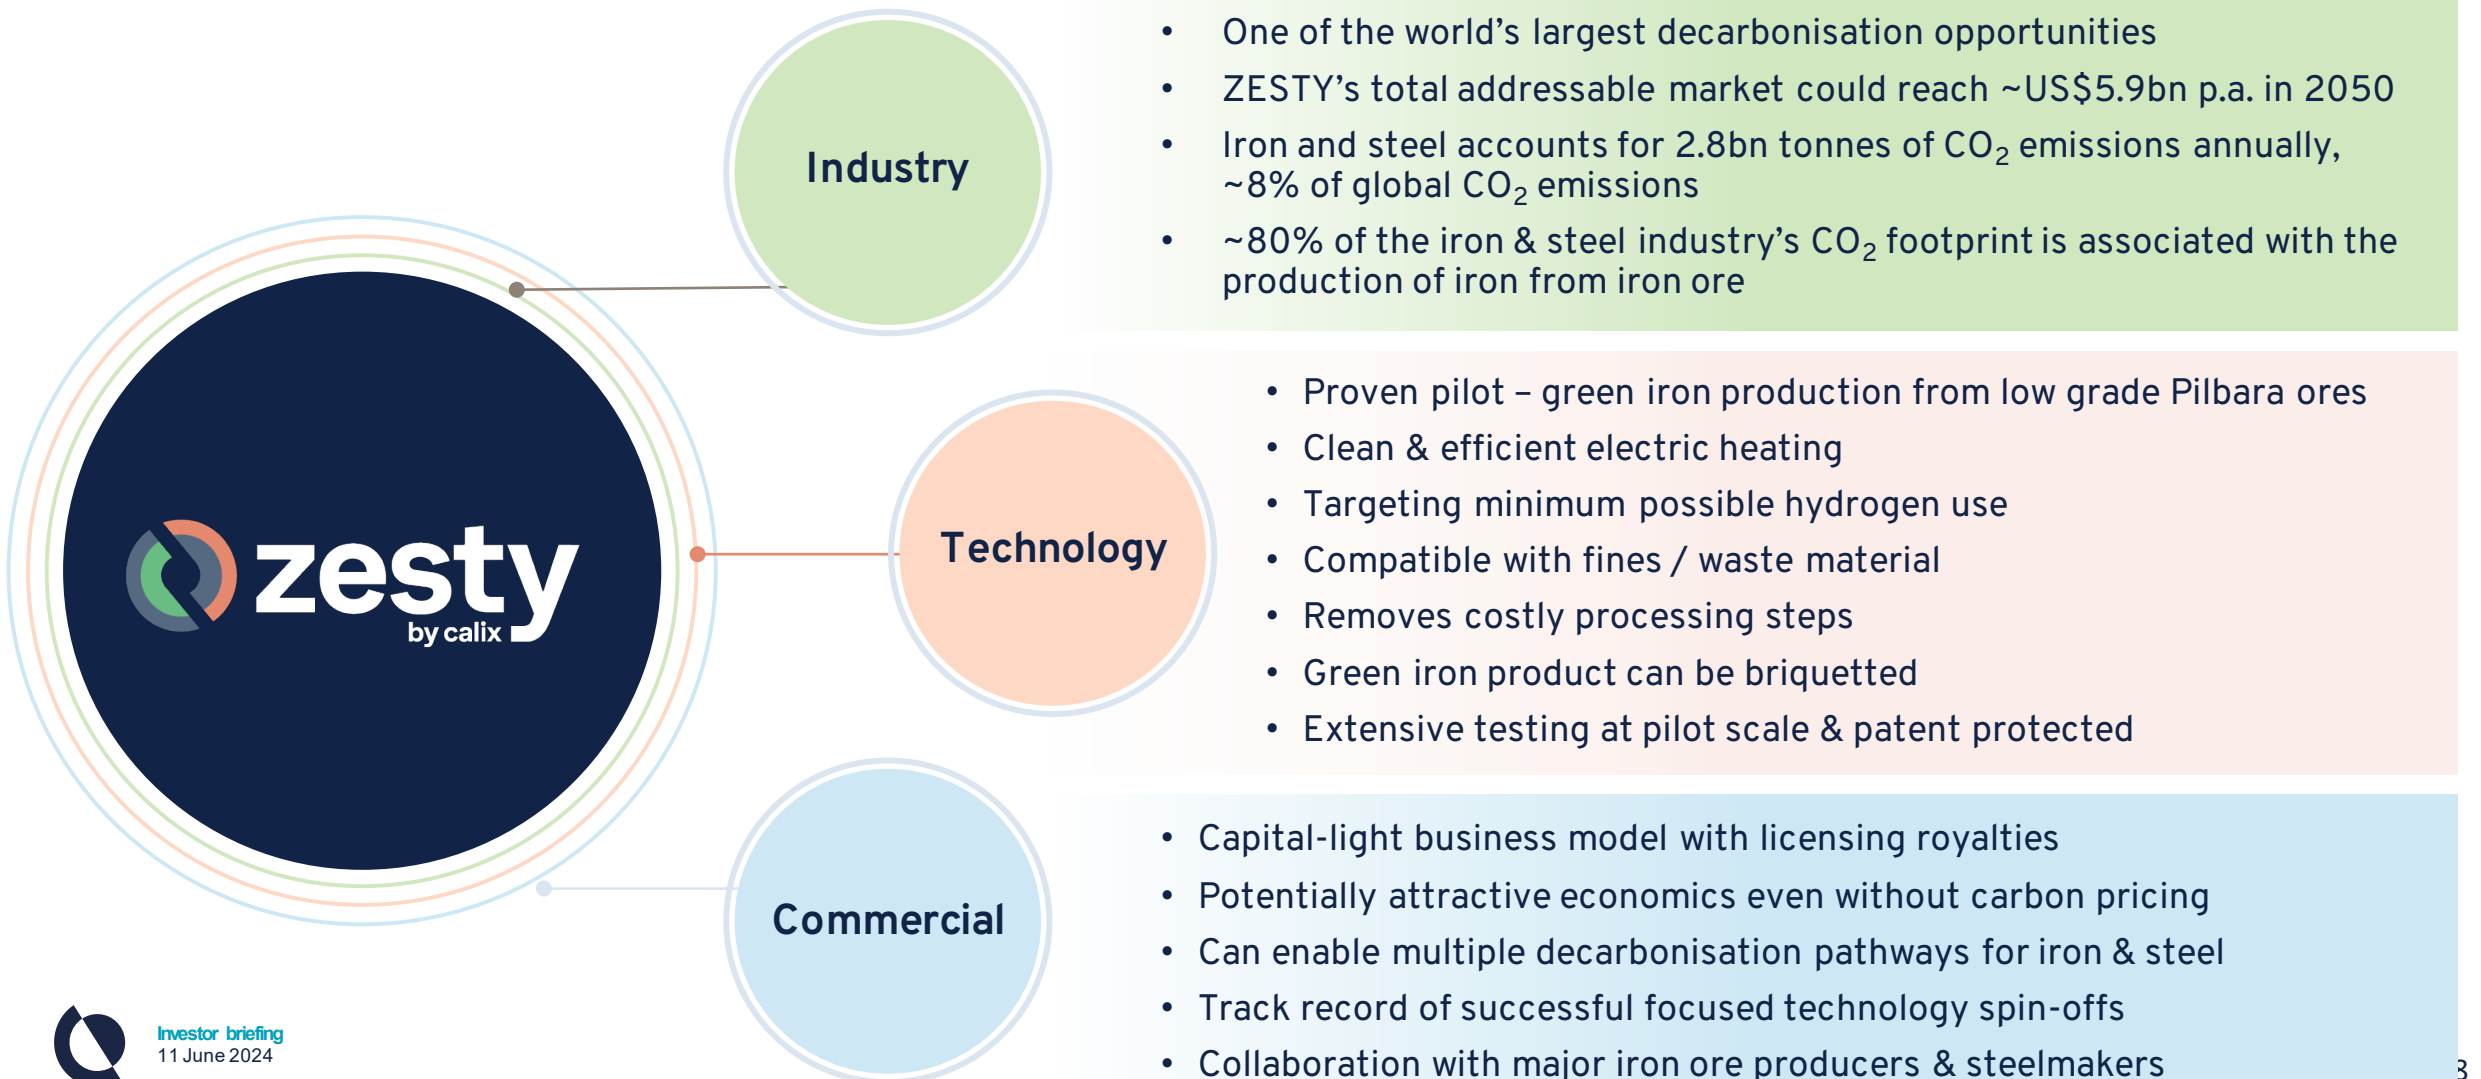 Industry
• One of the world's largest decarbonisation opportunities
• ZESTY's total addressable market could reach ~US$5.9bn p.a. in 2050
• Iron and steel accounts for 2.8bn tonnes of CO₂ emissions annually,
~8% of global CO₂ emissions
• ~80% of the iron & steel industry's CO₂ footprint is associated with the
production of iron from iron ore
zesty
by calix
Technology
• Proven pilot – green iron production from low grade Pilbara ores
• Clean & efficient electric heating
• Targeting minimum possible hydrogen use
• Compatible with fines / waste material
• Removes costly processing steps
• Green iron product can be briquetted
• Extensive testing at pilot scale & patent protected
Commercial
• Capital-light business model with licensing royalties
• Potentially attractive economics even without carbon pricing
• Can enable multiple decarbonisation pathways for iron & steel
• Track record of successful focused technology spin-offs
• Collaboration with major iron ore producers & steelmakers
Investor briefing
11 June 2024